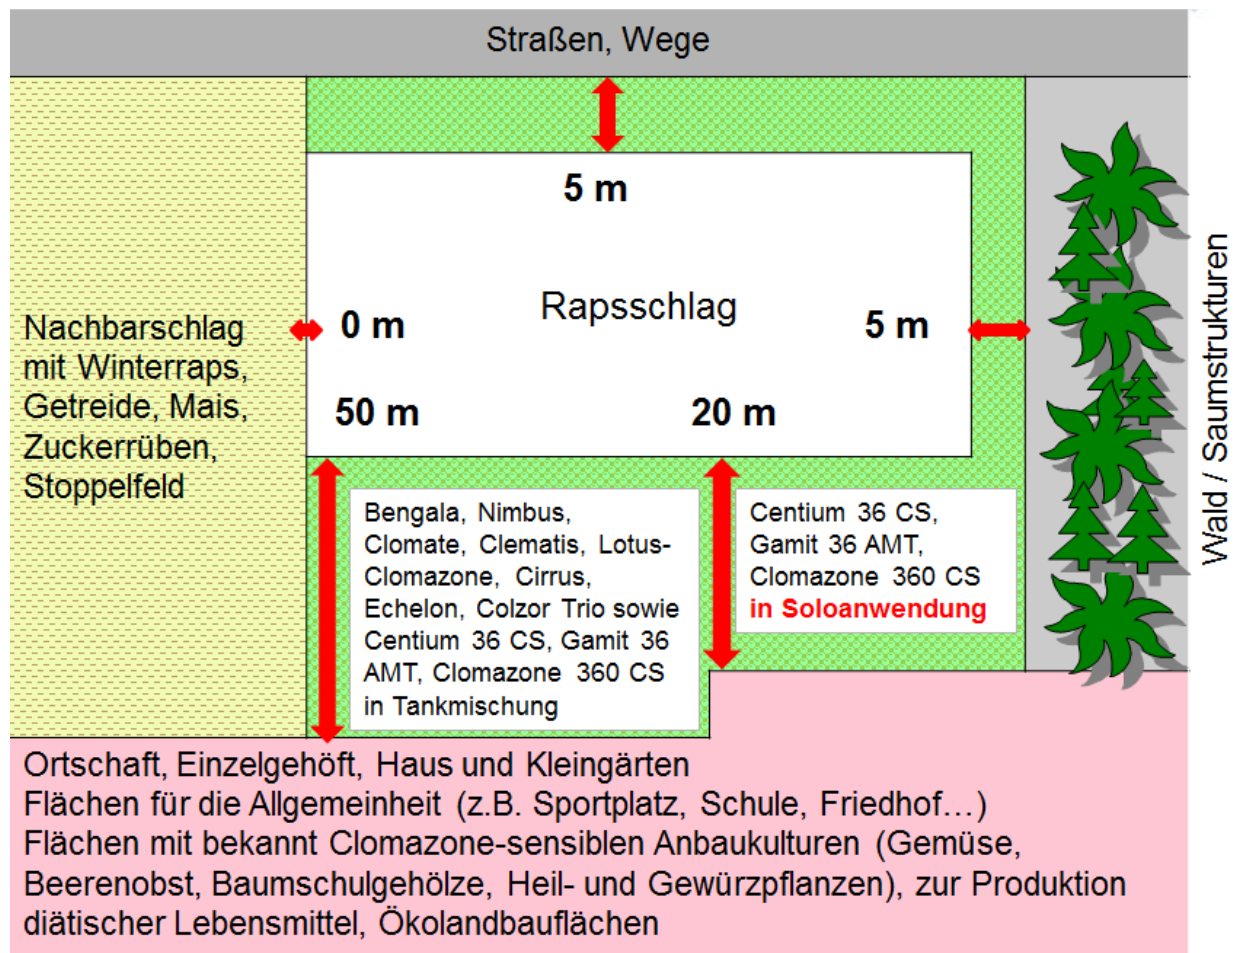 Straßen, Wege
5 m
Rapsschlag
0 m
5 m
50 m
20 m
Nachbarschlag
mit Winterraps,
Getreide, Mais,
Zuckerrüben,
Stoppelfeld
Bengala, Nimbus,
Clomate, Clematis, Lotus-
Clomazone, Cirrus,
Echelon, Colzor Trio sowie
Centium 36 CS, Gamit 36
AMT, Clomazone 360 CS
in Tankmischung
Centium 36 CS,
Gamit 36 AMT,
Clomazone 360 CS
in Soloanwendung
Wald / Saumstrukturen
Ortschaft, Einzelgehöft, Haus und Kleingärten
Flächen für die Allgemeinheit (z.B. Sportplatz, Schule, Friedhof…)
Flächen mit bekannt Clomazone-sensiblen Anbaukulturen (Gemüse,
Beerenobst, Baumschulgehölze, Heil- und Gewürzpflanzen), zur Produktion
diätischer Lebensmittel, Ökolandbauflächen